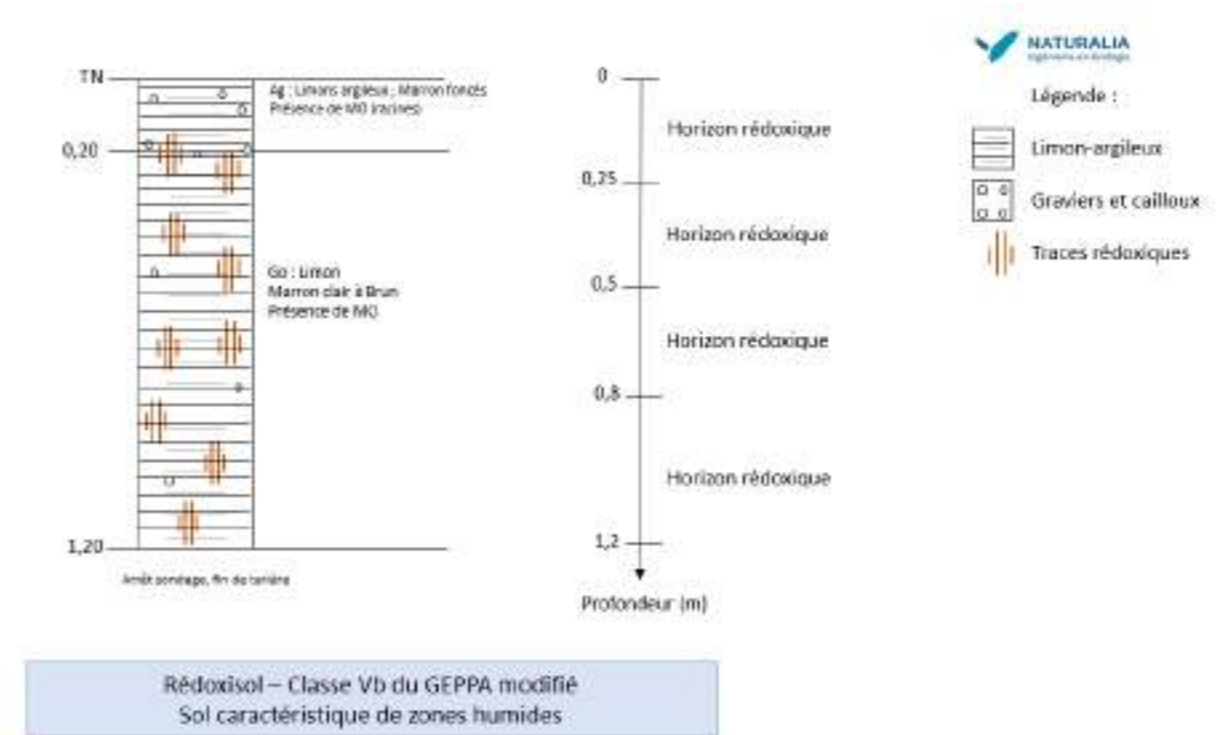 TN
Ag : Limons argileux ; Marron foncés
Présence de MO (racines)
0,20
Go : Limon
Marron clair à Brun
Présence de MO
1,20
Arrêt sondage, fin de tarière
0
Horizon rédoxique
0,25
Horizon rédoxique
0,5
Horizon rédoxique
0,8
Horizon rédoxique
1,2
Profondeur (m)
NATURALIA
Ingénierie en écologie
Légende :
Limon-argileux
Graviers et cailloux
Traces rédoxiques
Rédoxisol – Classe Vb du GEPPA modifié
Sol caractéristique de zones humides